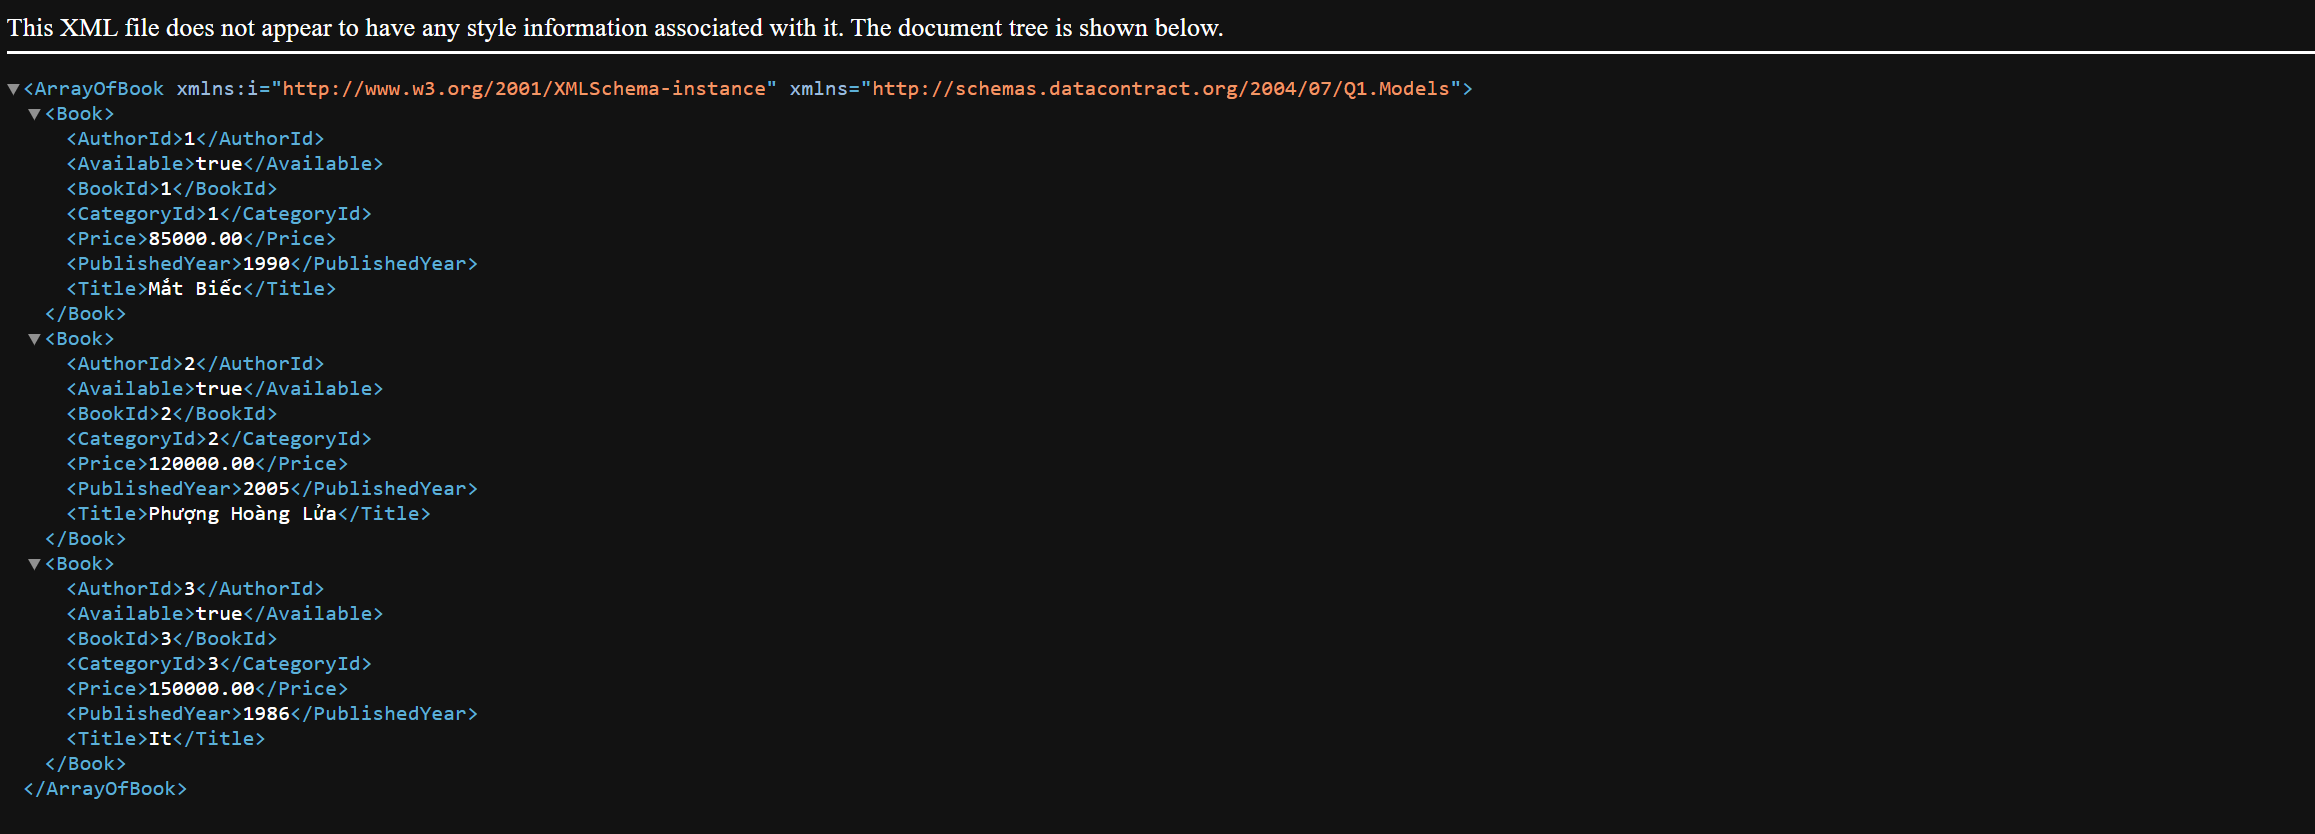 This XML file does not appear to have any style information associated with it. The document tree is shown below.
<ArrayOfBook xmlns:i="http://www.w3.org/2001/XMLSchema-instance" xmlns="http://schemas.datacontract.org/2004/07/Q1.Models">
<Book>
<AuthorId>1</AuthorId>
<Available>true</Available>
<BookId>1</BookId>
<CategoryId>1</CategoryId>
<Price>85000.00</Price>
<PublishedYear>1990</PublishedYear>
<Title>Mắt Biếc</Title>
</Book>
<Book>
<AuthorId>2</AuthorId>
<Available>true</Available>
<BookId>2</BookId>
<CategoryId>2</CategoryId>
<Price>120000.00</Price>
<PublishedYear>2005</PublishedYear>
<Title>Phượng Hoàng Lửa</Title>
</Book>
<Book>
<AuthorId>3</AuthorId>
<Available>true</Available>
<BookId>3</BookId>
<CategoryId>3</CategoryId>
<Price>150000.00</Price>
<PublishedYear>1986</PublishedYear>
<Title>It</Title>
</Book>
</ArrayOfBook>